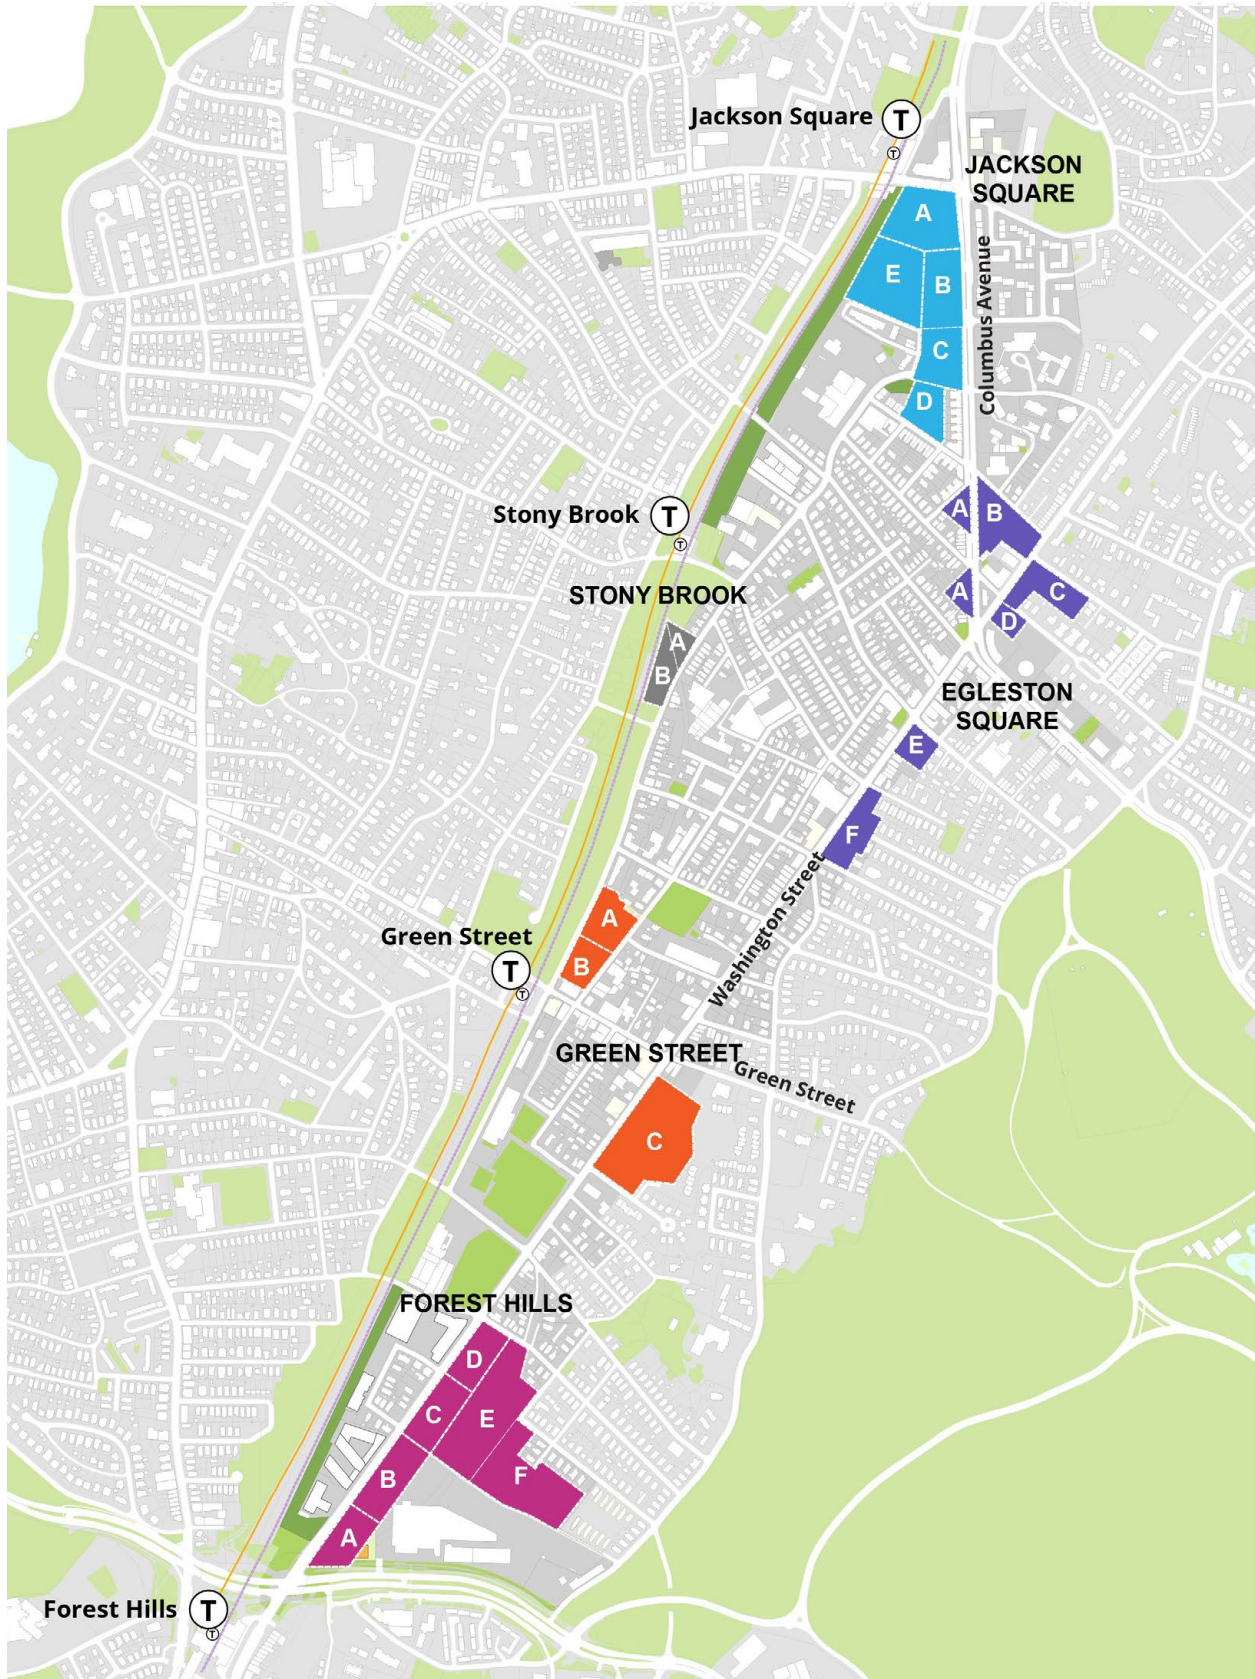 Jackson Square
T
T
JACKSON
SQUARE
A
E
B
C
D
Columbus Avenue
Stony Brook
T
T
A
B
A
C
D
STONY BROOK
A
B
EGLESTON
SQUARE
E
F
Washington Street
A
B
Green Street
T
T
GREEN STREET
Green Street
C
FOREST HILLS
D
C
E
B
F
A
Forest Hills
T
T